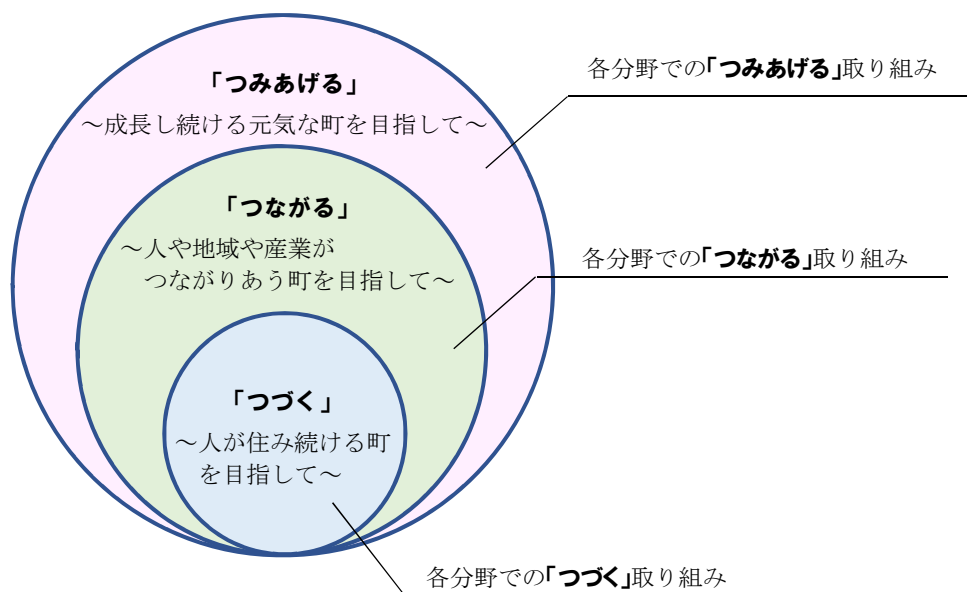 「つみあげる」
～成長し続ける元気な町を目指して～
各分野での「つみあげる」取り組み
「つながる」
～人や地域や産業が
つながりあう町を目指して～
各分野での「つながる」取り組み
「つづく」
～人が住み続ける町
を目指して～
各分野での「つづく」取り組み